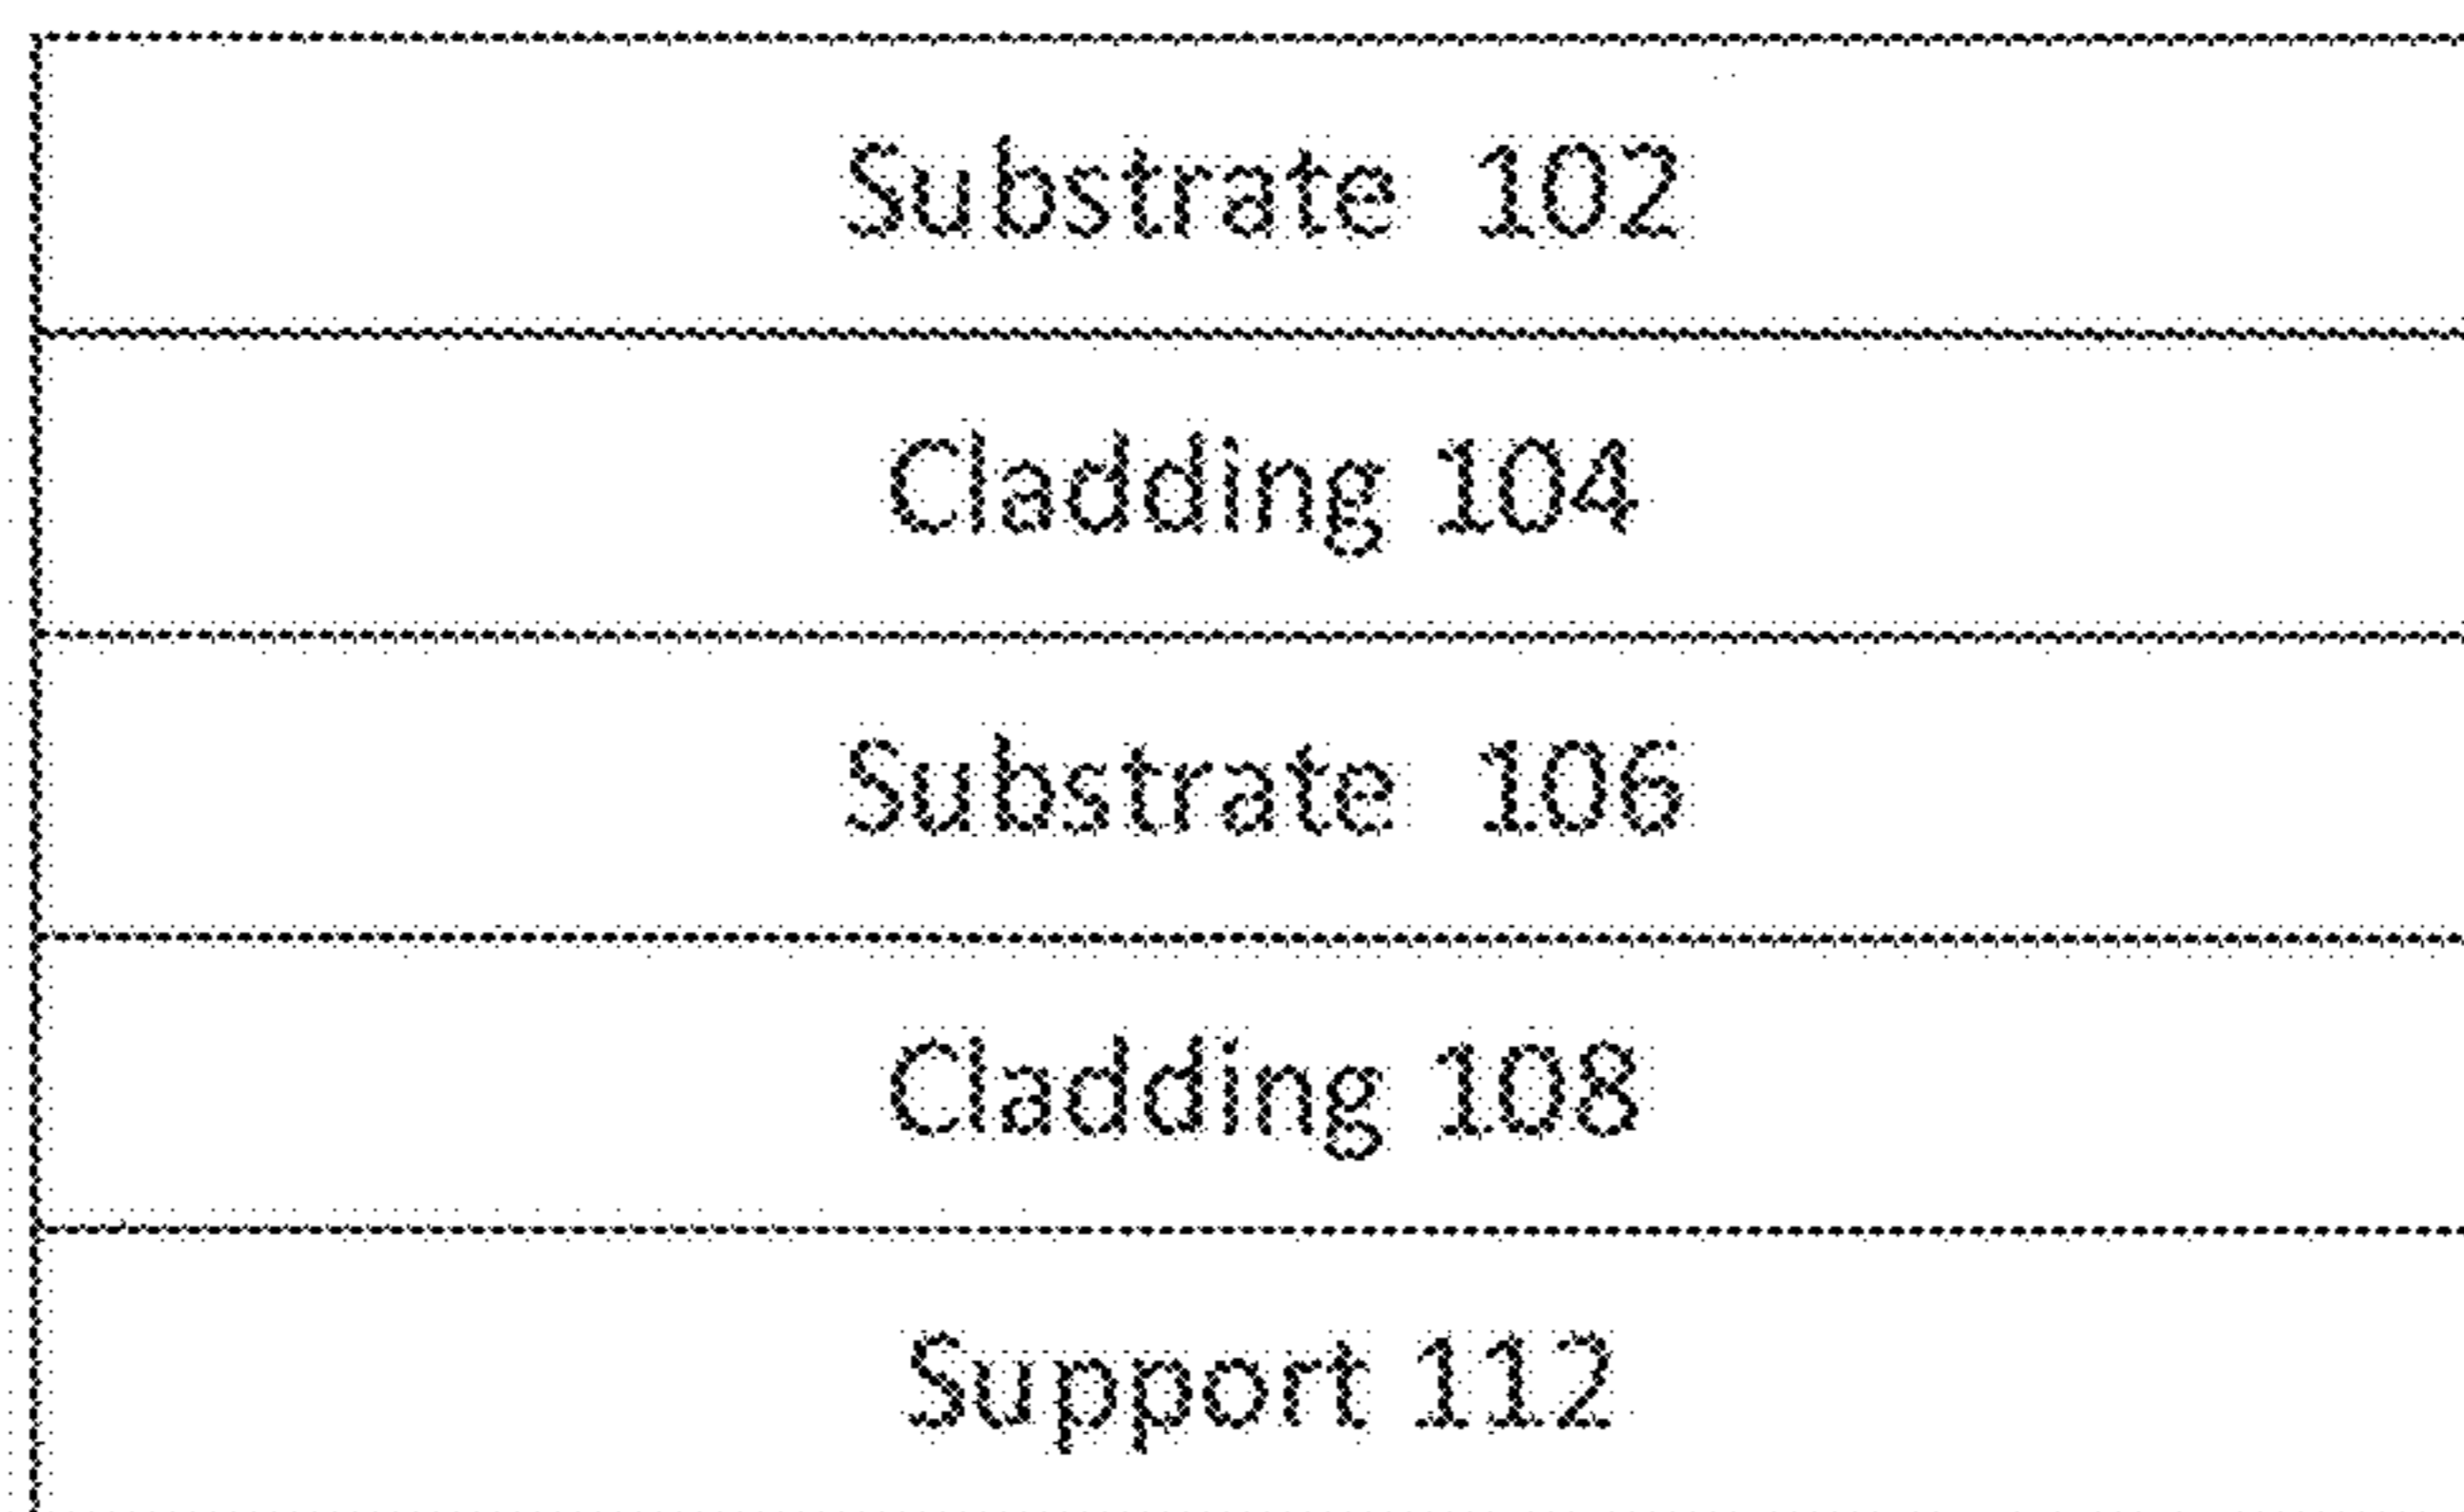 Substrate 102
Cladding 104
Substrate 106
Cladding 108
Support 112